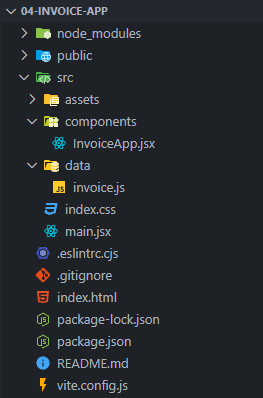 04-INVOICE-APP
node_modules
public
src
assets
components
InvoiceApp.jsx
data
JS invoice.js
index.css
main.jsx
.eslintrc.cjs
.gitignore
index.html
package-lock.json
package.json
README.md
vite.config.js